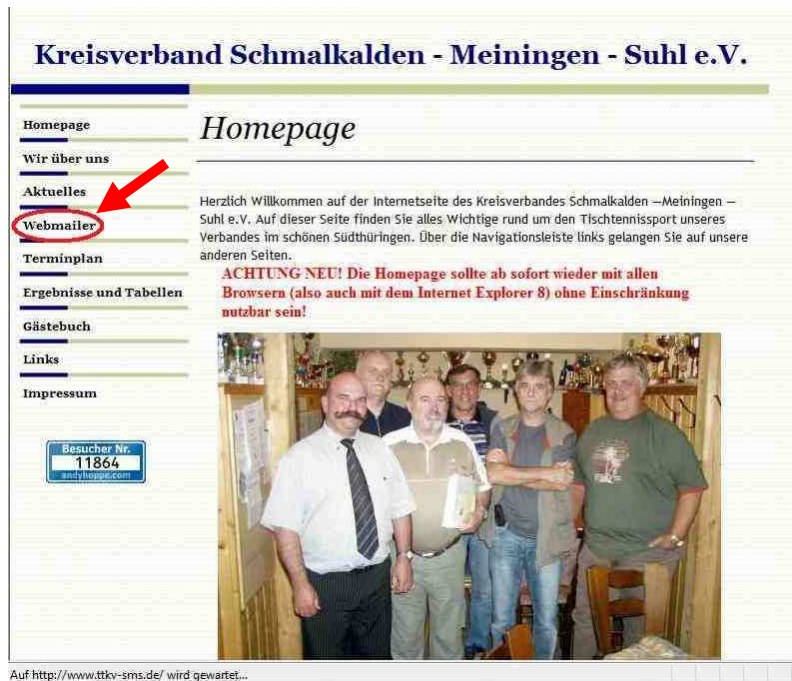 Kreisverband Schmalkalden - Meiningen - Suhl e.V.
Homepage
Wir über uns
Aktuelles
Webmailer
Terminplan
Ergebnisse und Tabellen
Gästebuch
Links
Impressum
Besucher Nr.
11864
andyhoppe.com
Homepage
Herzlich Willkommen auf der Internetseite des Kreisverbandes Schmalkalden –Meiningen –
Suhl e.V. Auf dieser Seite finden Sie alles Wichtige rund um den Tischtennissport unseres
Verbandes im schönen Südthüringen. Über die Navigationsleiste links gelangen Sie auf unsere
anderen Seiten.
ACHTUNG NEU! Die Homepage sollte ab sofort wieder mit allen
Browsern (also auch mit dem Internet Explorer 8) ohne Einschränkung
nutzbar sein!
Auf http://www.ttkv-sms.de/ wird gewartet...